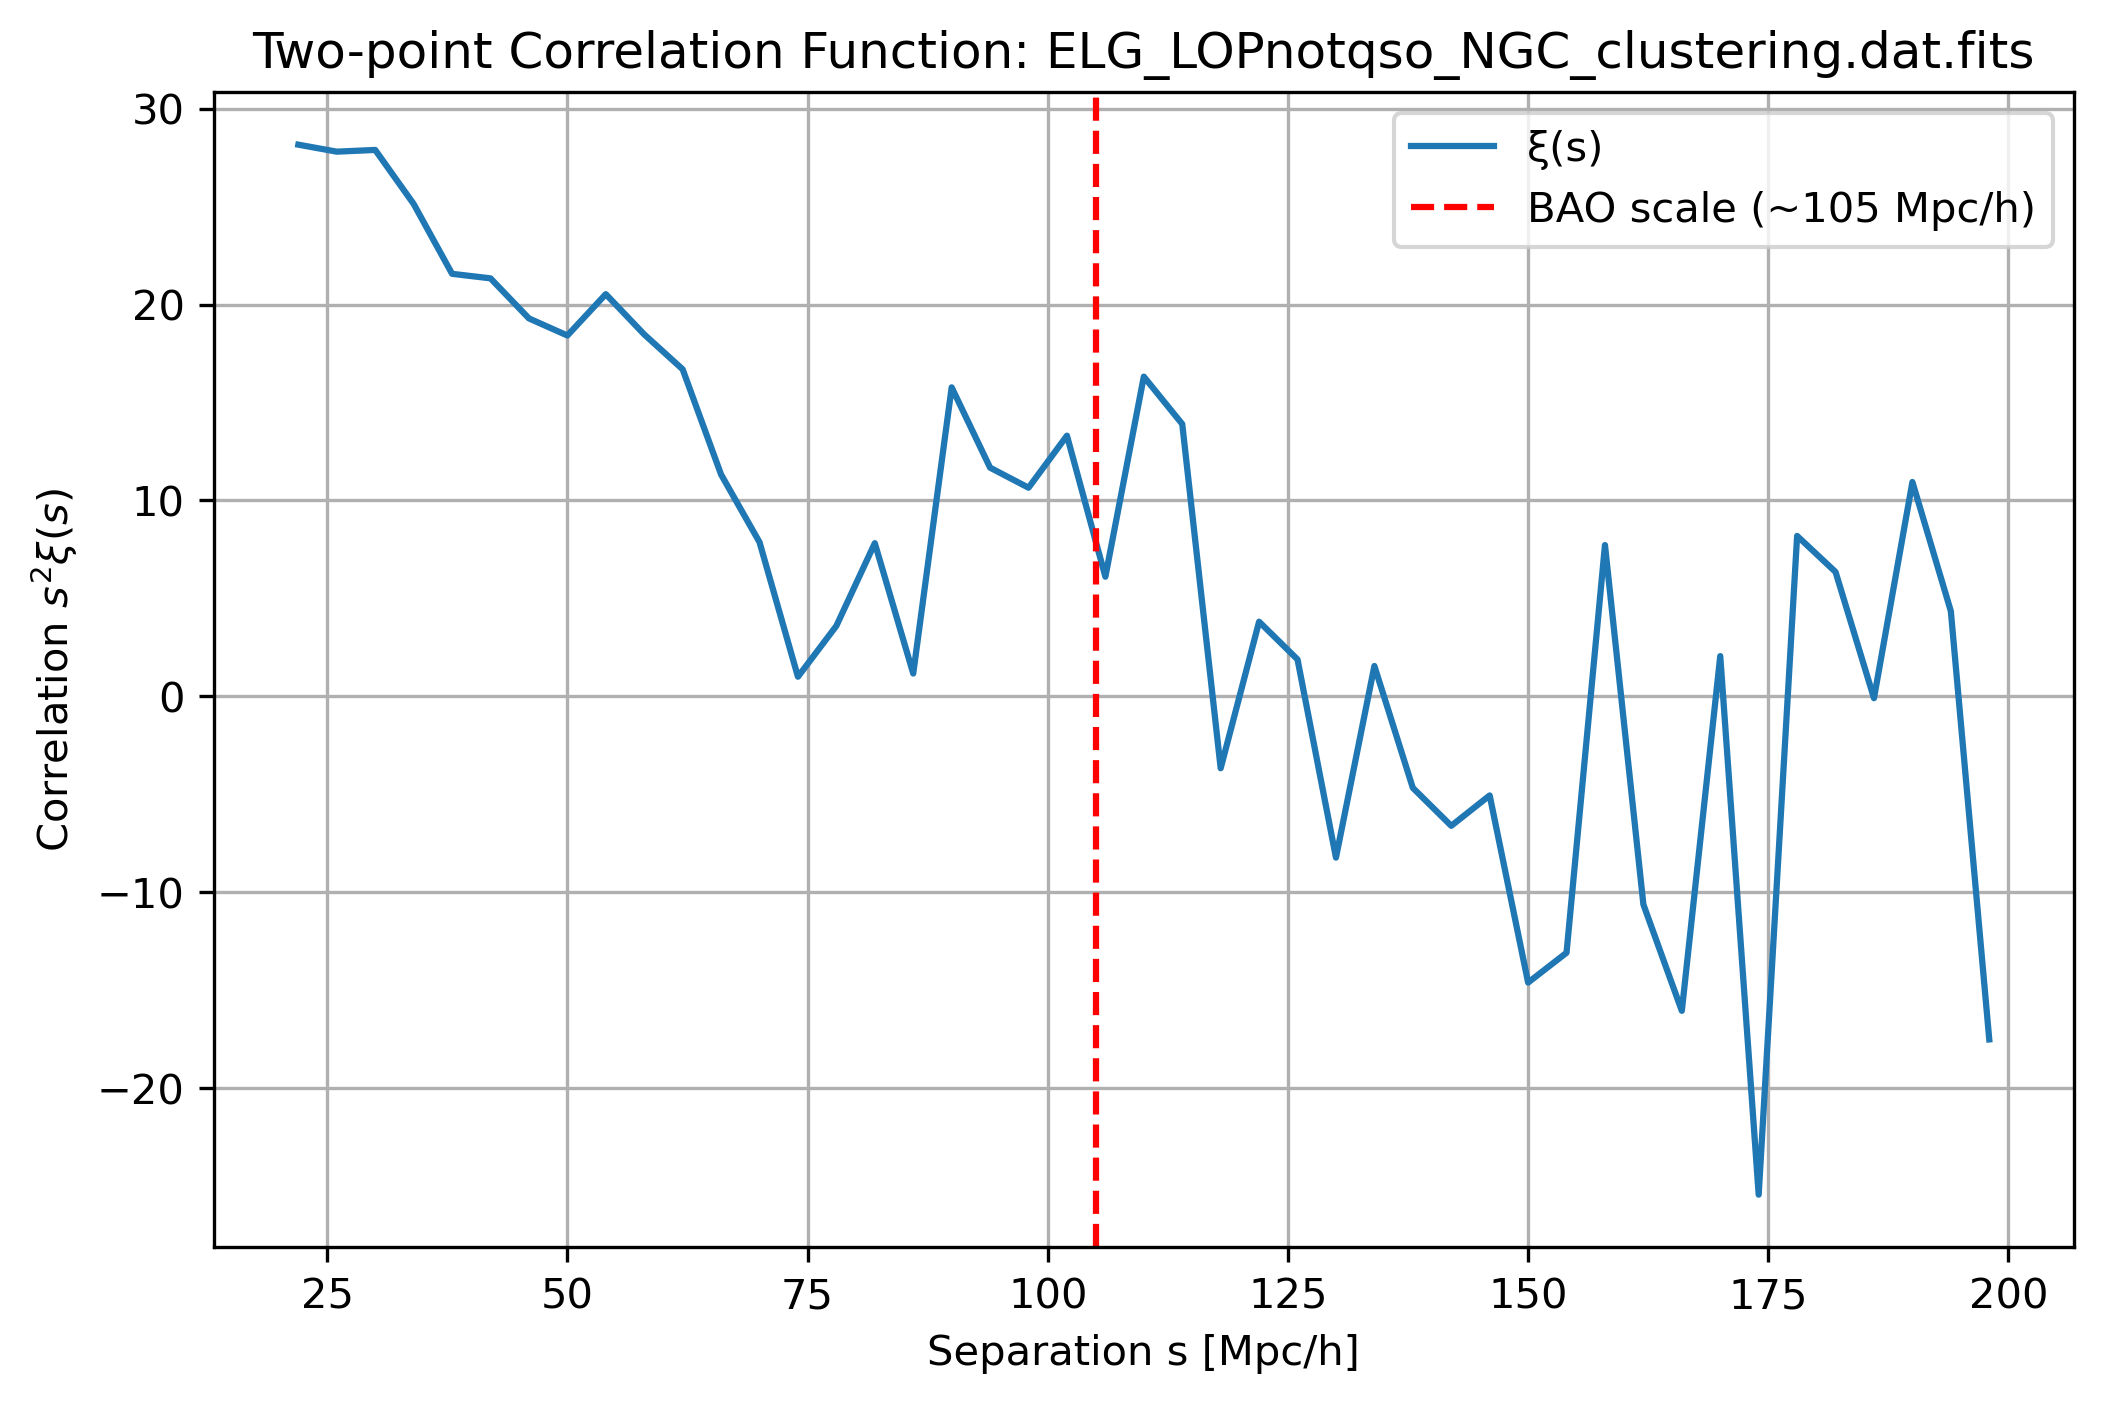 Two-point Correlation Function: ELG_LOPnotqso_NGC_clustering.dat.fits
ξ(s)
BAO scale (~105 Mpc/h)
Correlation s²ξ(s)
30
20
10
0
−10
−20
25 50 75 100 125 150 175 200
Separation s [Mpc/h]